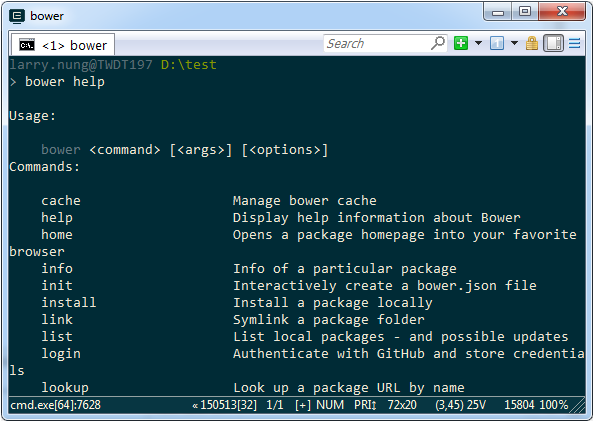 bower
<1> bower
Search
larry.nung@TWDT197 D:\test
> bower help
Usage:
bower <command> [<args>] [<options>]
Commands:
cache Manage bower cache
help Display help information about Bower
home Opens a package homepage into your favorite
browser
info Info of a particular package
init Interactively create a bower.json file
install Install a package locally
link Symlink a package folder
list List local packages - and possible updates
login Authenticate with GitHub and store credentia
ls
lookup Look up a package URL by name
cmd.exe[64]:7628 «150513[32] 1/1 [+] NUM PRI↕ 72x20 (3,45) 25V 15804 100%